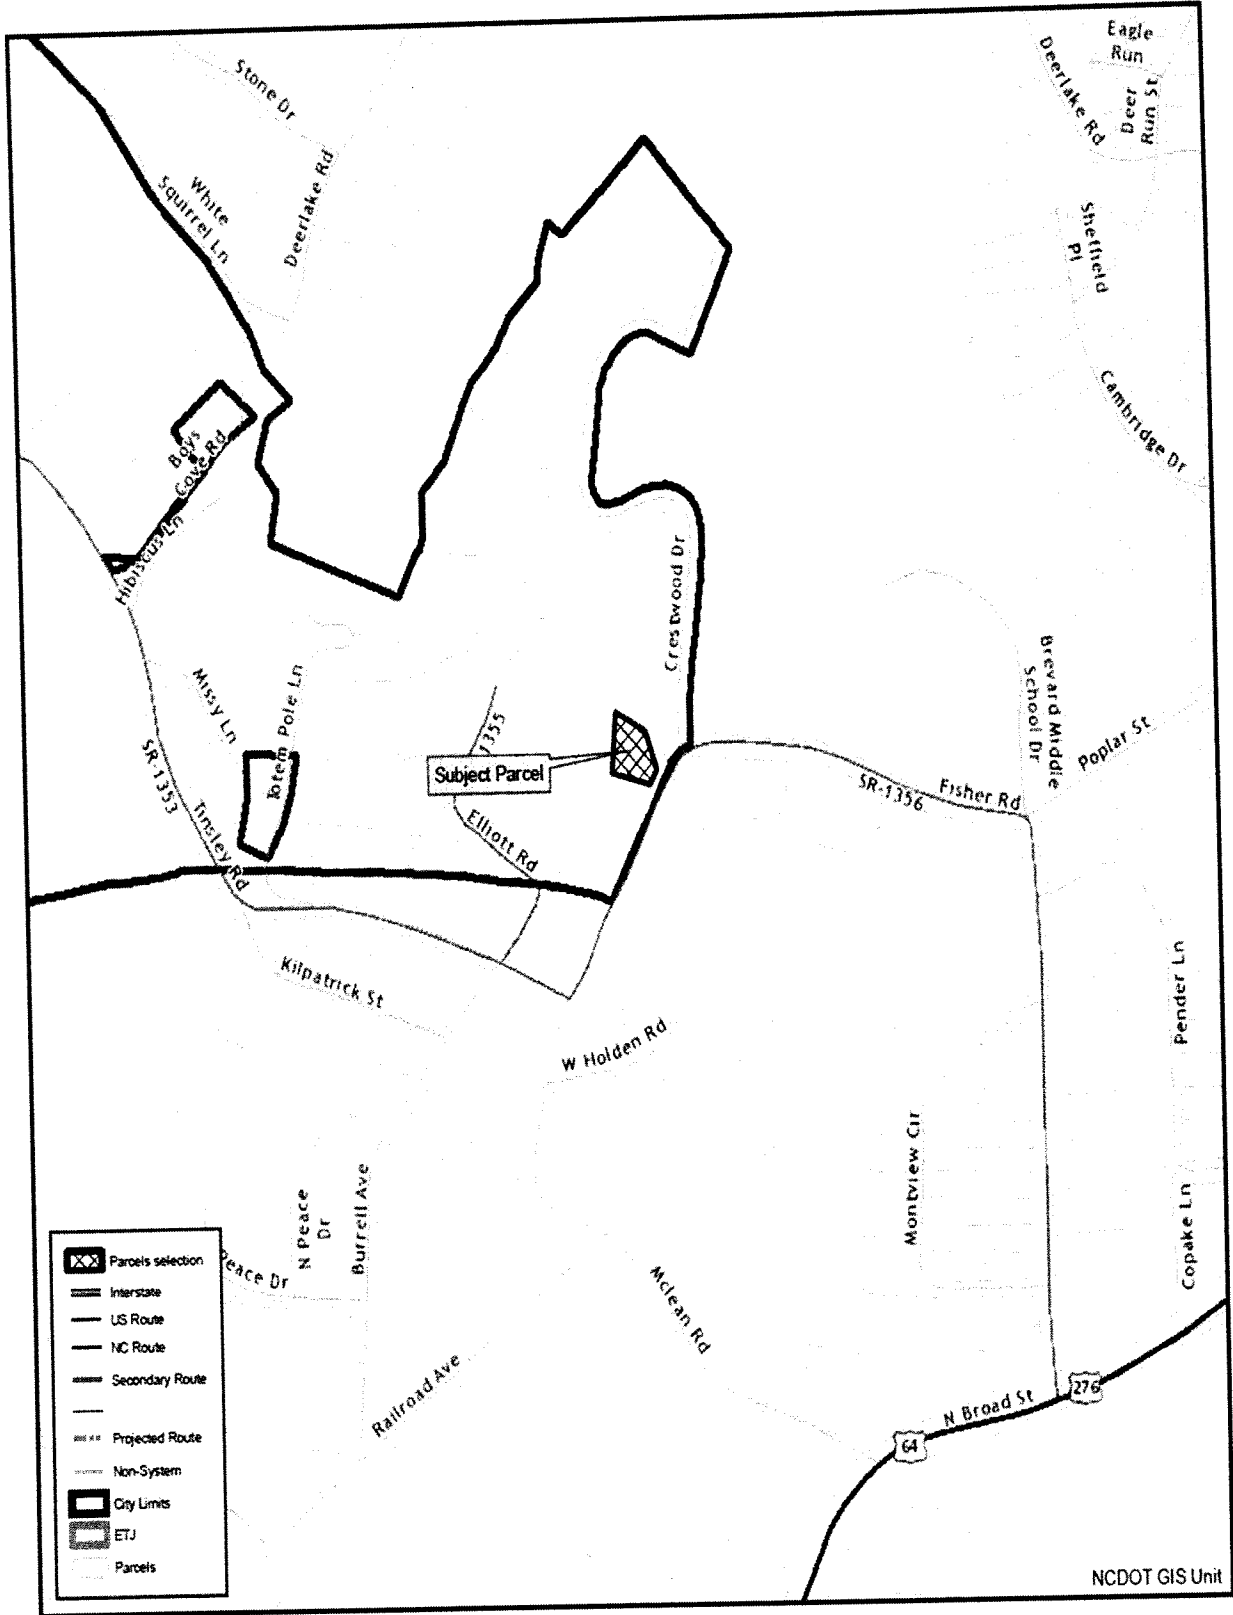 Eagle
Run
Deerlake Rd
Deer
Run St
Stone Dr
White
Squirrel Ln
Deerlake Rd
Sheffield
Pl
Cambridge Dr
Boys
Cove Rd
Hibiscus Ln
Crestwood Dr
Missy Ln
Totem Pole Ln
SR-1353
Tinsley Rd
1355
Subject Parcel
Elliott Rd
Brevard Middle
School Dr
Poplar St
SR-1356
Fisher Rd
Kilpatrick St
W Holden Rd
Pender Ln
Montview Cir
Copake Ln
N Peace
Dr
Burrell Ave
Peace Dr
Mclean Rd
Railroad Ave
N Broad St
276
64
Parcels selection
Interstate
US Route
NC Route
Secondary Route
Projected Route
Non-System
City Limits
ETJ
Parcels
NCDOT GIS Unit